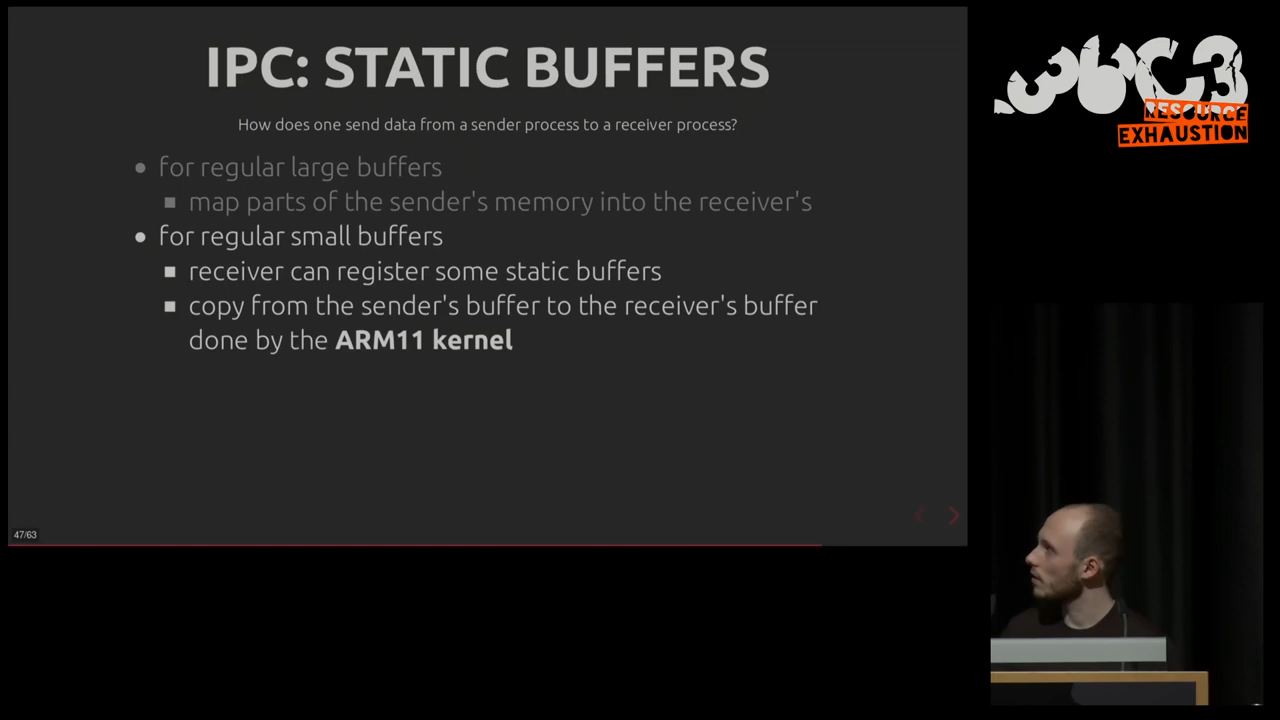 IPC: STATIC BUFFERS
How does one send data from a sender process to a receiver process?
for regular large buffers
map parts of the sender's memory into the receiver's
for regular small buffers
receiver can register some static buffers
copy from the sender's buffer to the receiver's buffer
done by the ARM11 kernel
47/63
36C3
RESOURCE
EXHAUSTION